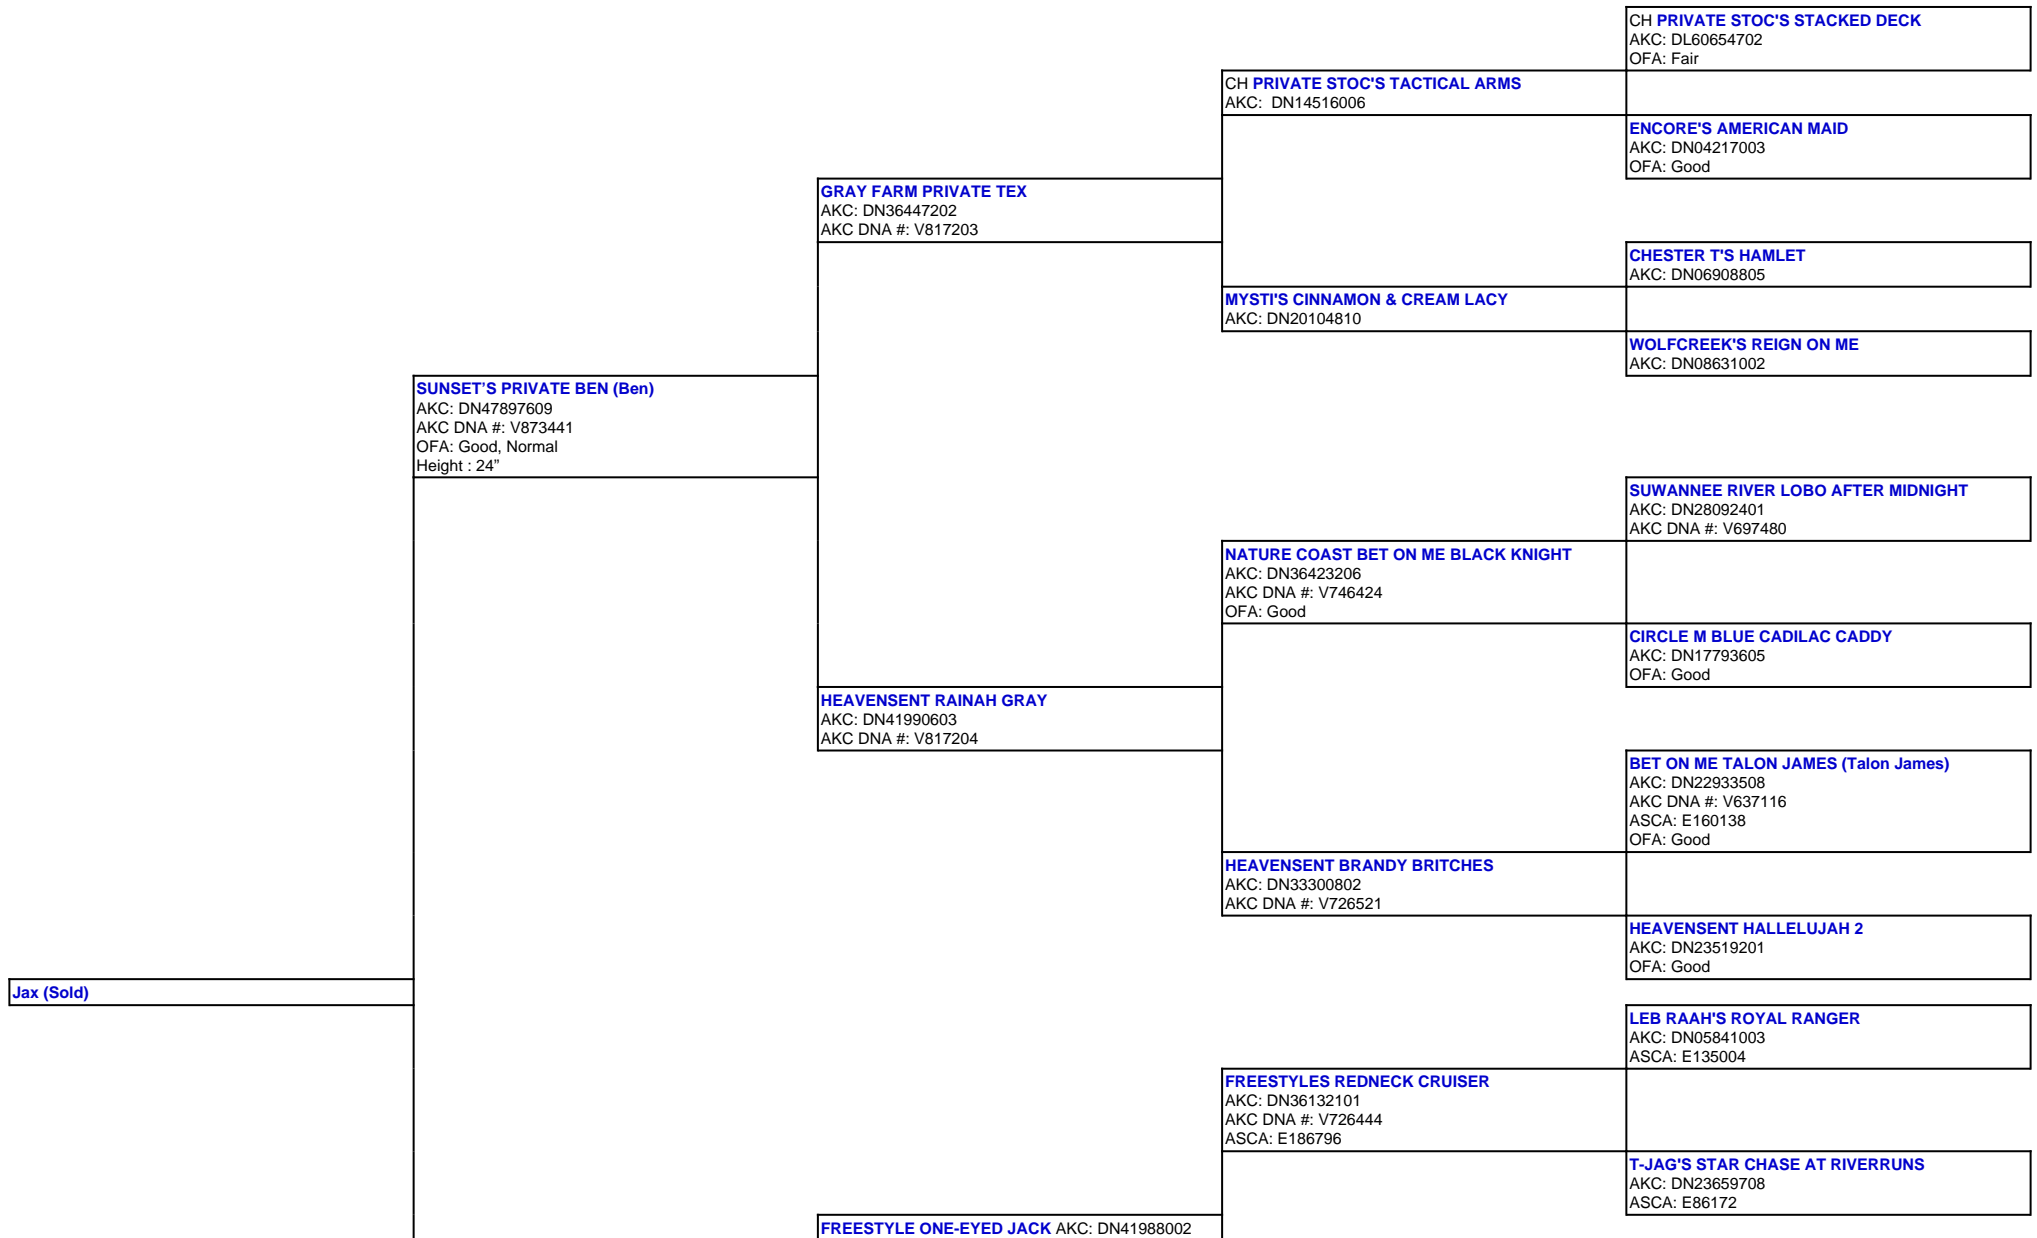 CH PRIVATE STOC'S STACKED DECK
AKC: DL60654702
OFA: Fair
CH PRIVATE STOC'S TACTICAL ARMS
AKC:  DN14516006
ENCORE'S AMERICAN MAID
AKC: DN04217003
OFA: Good
GRAY FARM PRIVATE TEX
AKC: DN36447202
AKC DNA #: V817203
CHESTER T'S HAMLET
AKC: DN06908805
MYSTI'S CINNAMON & CREAM LACY
AKC: DN20104810
WOLFCREEK'S REIGN ON ME
AKC: DN08631002
SUNSET’S PRIVATE BEN (Ben)
AKC: DN47897609
AKC DNA #: V873441
OFA: Good, Normal
Height : 24”
SUWANNEE RIVER LOBO AFTER MIDNIGHT
AKC: DN28092401
AKC DNA #: V697480
NATURE COAST BET ON ME BLACK KNIGHT
AKC: DN36423206
AKC DNA #: V746424
OFA: Good
CIRCLE M BLUE CADILAC CADDY
AKC: DN17793605
OFA: Good
HEAVENSENT RAINAH GRAY
AKC: DN41990603
AKC DNA #: V817204
BET ON ME TALON JAMES (Talon James)
AKC: DN22933508
AKC DNA #: V637116
ASCA: E160138
OFA: Good
HEAVENSENT BRANDY BRITCHES
AKC: DN33300802
AKC DNA #: V726521
HEAVENSENT HALLELUJAH 2
AKC: DN23519201
OFA: Good
Jax (Sold)
LEB RAAH'S ROYAL RANGER
AKC: DN05841003
ASCA: E135004
FREESTYLES REDNECK CRUISER
AKC: DN36132101
AKC DNA #: V726444
ASCA: E186796
T-JAG'S STAR CHASE AT RIVERRUNS
AKC: DN23659708
ASCA: E86172
FREESTYLE ONE-EYED JACK AKC: DN41988002